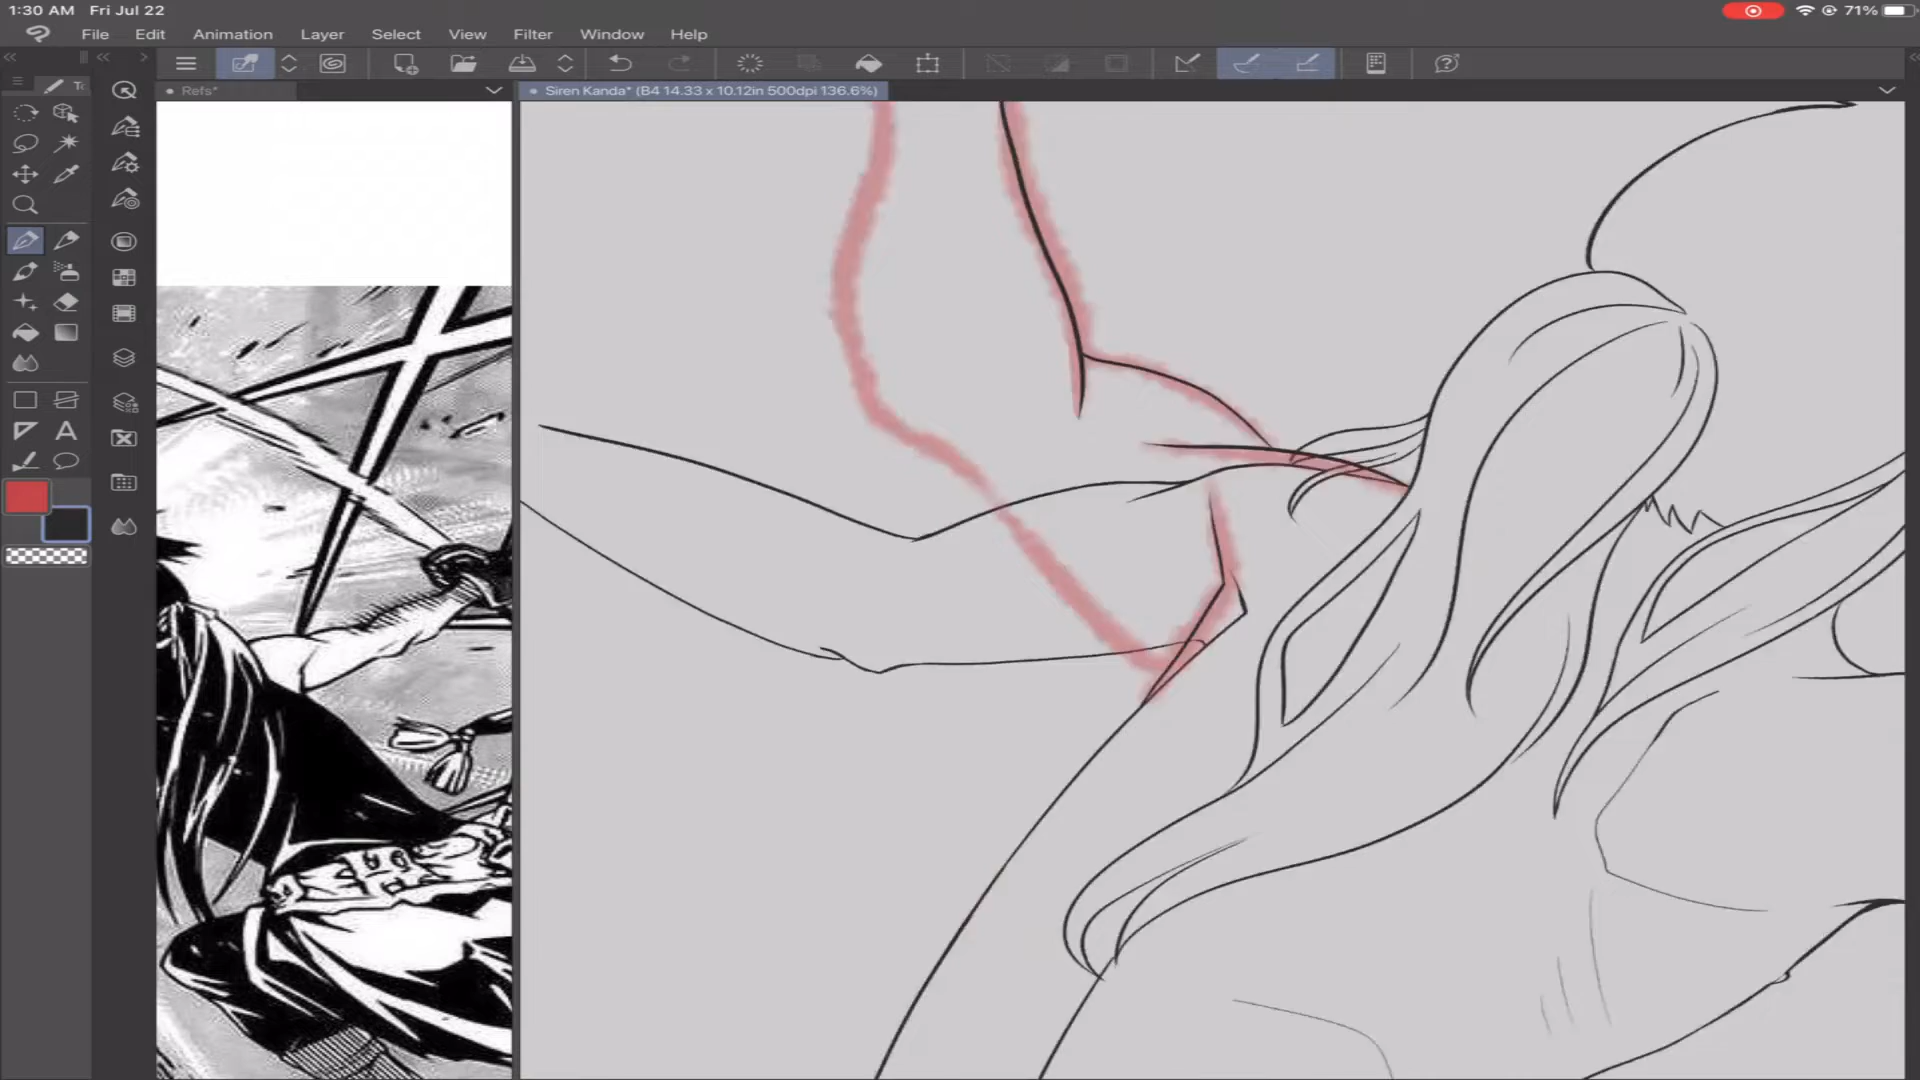 1:30 AM Fri Jul 22
71%
File Edit Animation Layer Select View Filter Window Help
Refs*
Siren Kanda* (B4 14.33 x 10.12in 500dpi 136.6%)
A